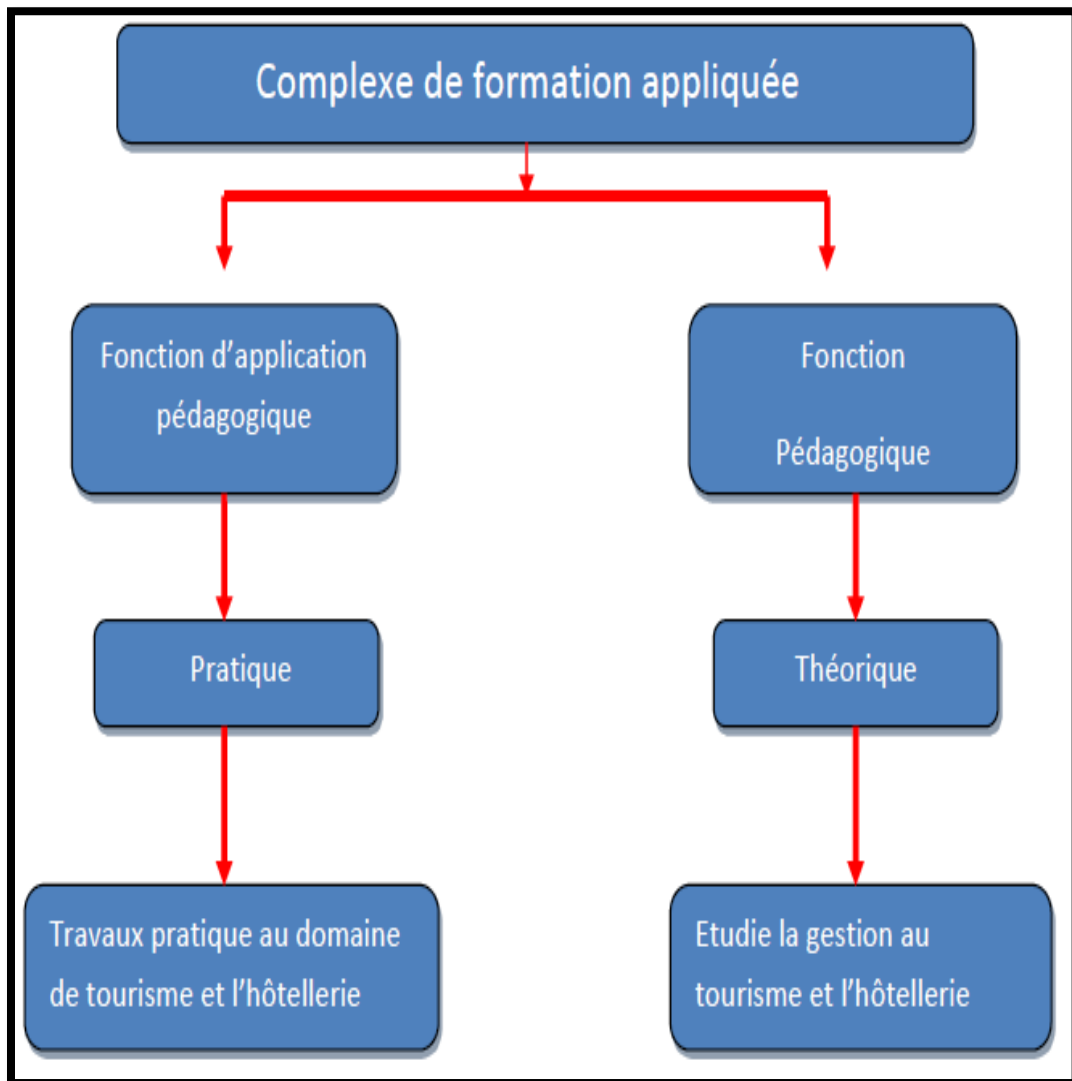 Complexe de formation appliquée
Fonction d’application
pédagogique
Fonction
Pédagogique
Pratique
Théorique
Travaux pratique au domaine
de tourisme et l’hôtellerie
Etudie la gestion au
tourisme et l’hôtellerie